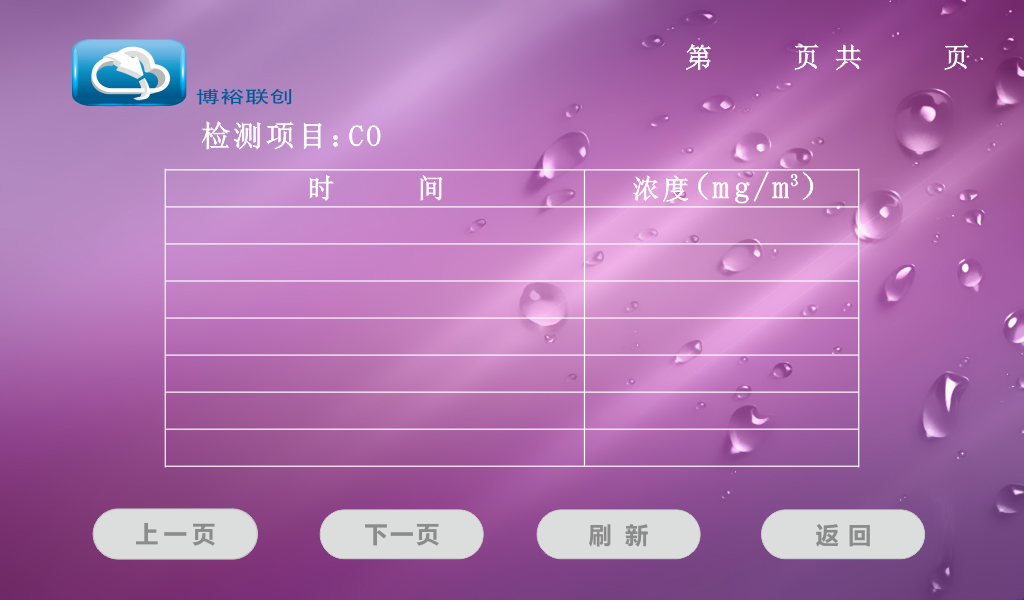 第 页 共 页
博裕联创
检测项目:CO
时 间 浓度(mg/m³)
上一页 下一页 刷新 返回